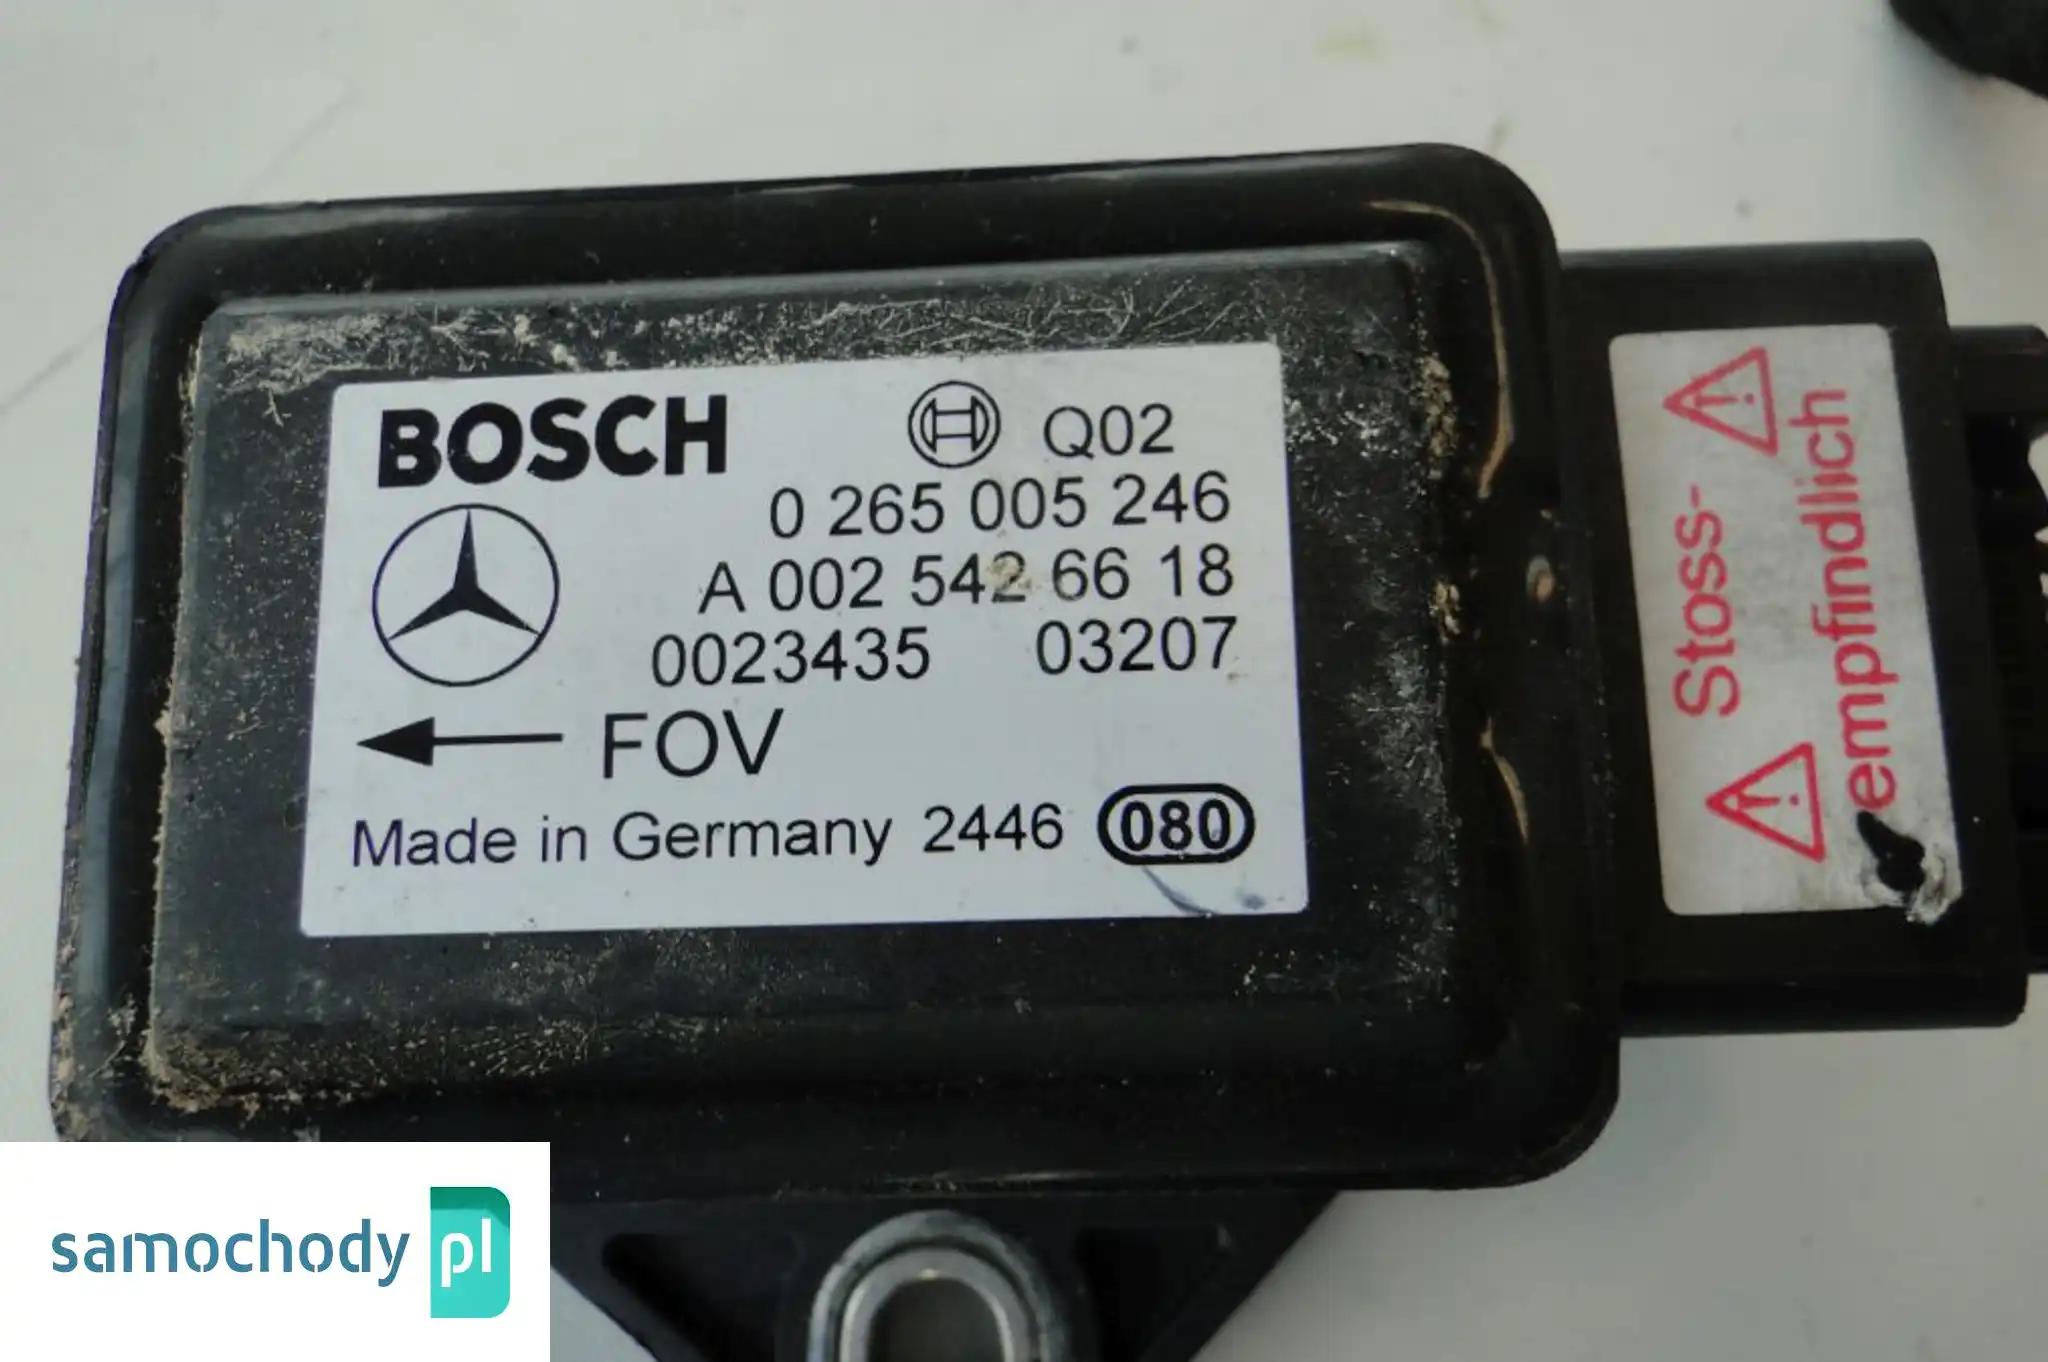 BOSCH Q02
0 265 005 246
A 002 542 66 18
0023435 03207
FOV
Made in Germany 2446 080
Stoss-
empfindlich
samochody pl